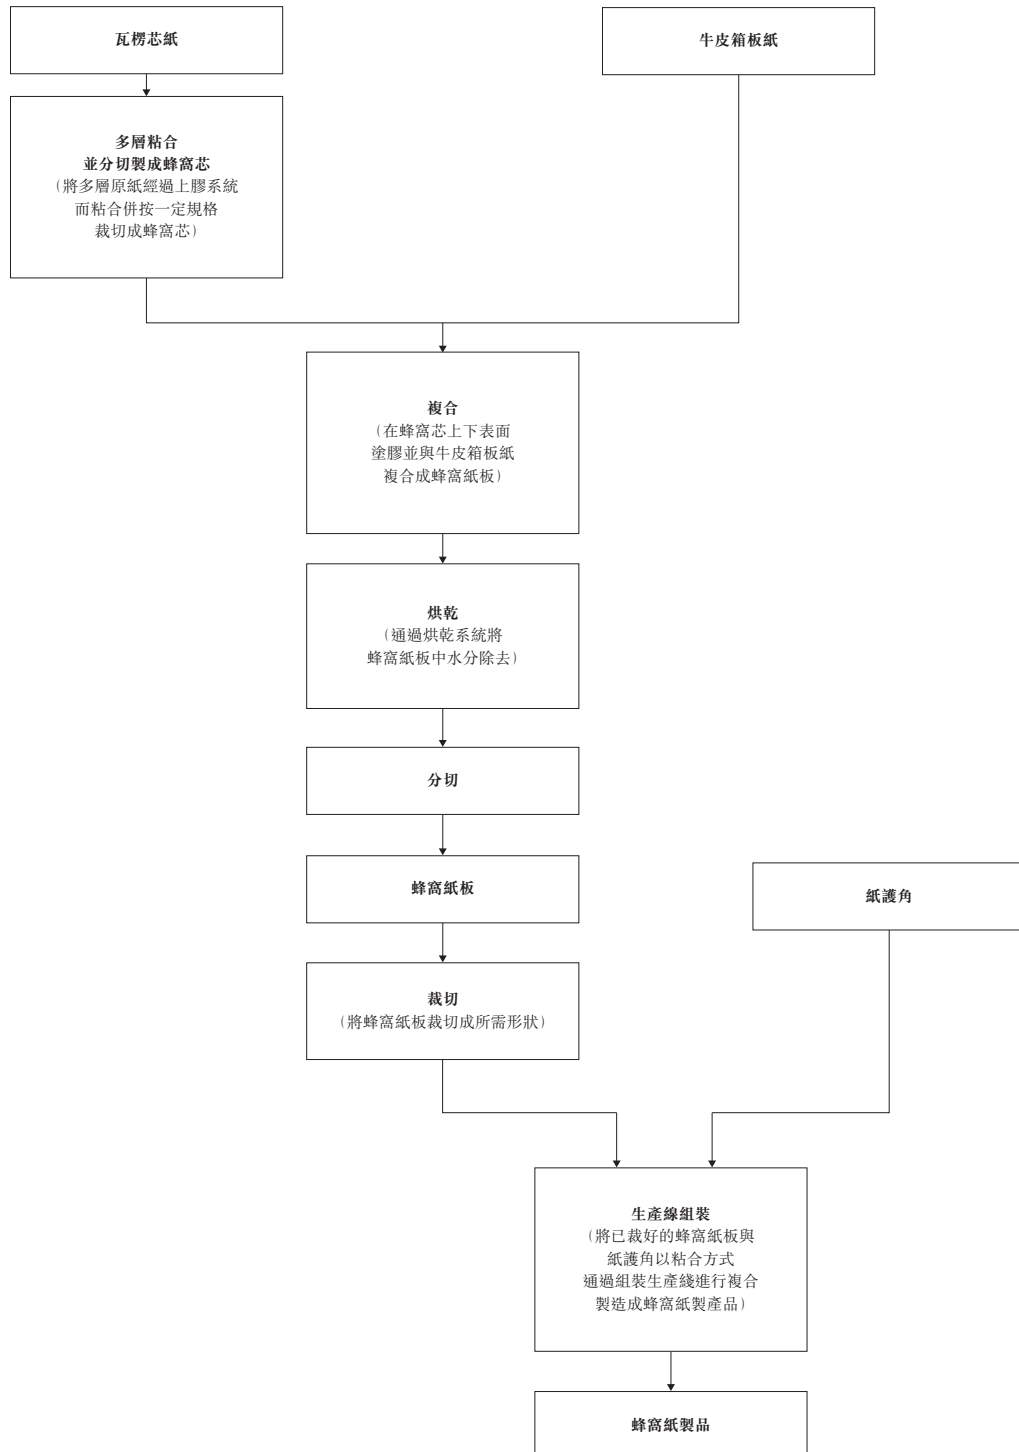 瓦楞芯紙
牛皮箱板紙
多層粘合
並分切製成蜂窩芯
（將多層原紙經過上膠系統
而粘合併按一定規格
裁切成蜂窩芯）
複合
（在蜂窩芯上下表面
塗膠並與牛皮箱板紙
複合成蜂窩紙板）
烘乾
（通過烘乾系統將
蜂窩紙板中水分除去）
分切
蜂窩紙板
紙護角
裁切
（將蜂窩紙板裁切成所需形狀）
生產線組裝
（將已裁好的蜂窩紙板與
紙護角以粘合方式
通過組裝生產綫進行複合
製造成蜂窩紙製產品）
蜂窩紙製品